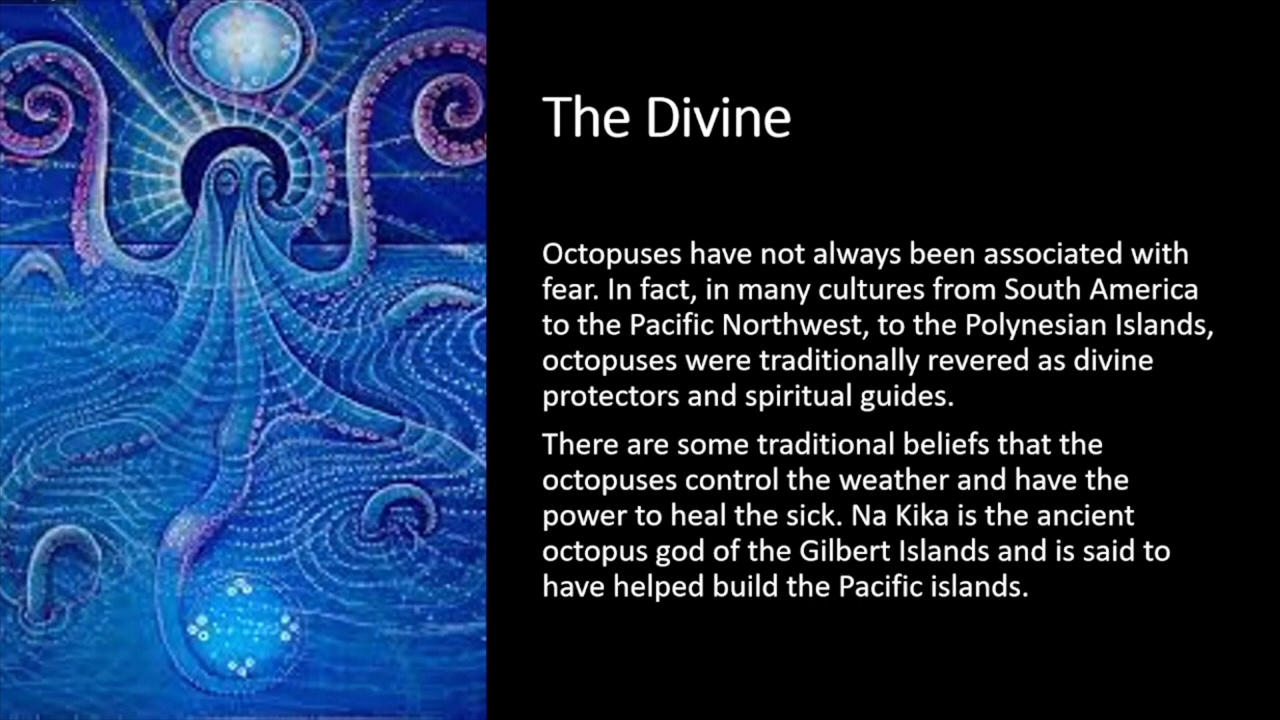 The Divine
Octopuses have not always been associated with
fear. In fact, in many cultures from South America
to the Pacific Northwest, to the Polynesian Islands,
octopuses were traditionally revered as divine
protectors and spiritual guides.
There are some traditional beliefs that the
octopuses control the weather and have the
power to heal the sick. Na Kika is the ancient
octopus god of the Gilbert Islands and is said to
have helped build the Pacific islands.